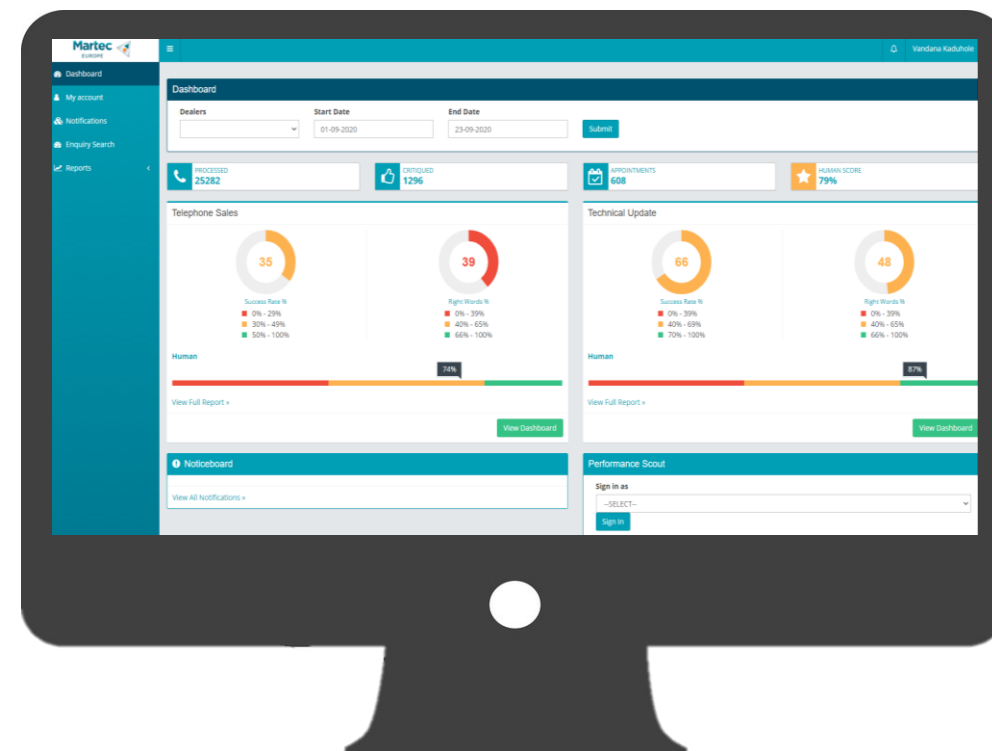 Martec
EUROPE
Vandana Kaduhole
Dashboard
My account
Notifications
Enquiry Search
Reports
Dashboard
Dealers Start Date End Date
01-09-2020 23-09-2020 Submit
PROCESSED
25282
CRITIQUED
1296
APPOINTMENTS
608
HUMAN SCORE
79%
Telephone Sales
35
Success Rate %
0% - 29%
30% - 49%
50% - 100%
39
Right Words %
0% - 39%
40% - 65%
66% - 100%
Human
74%
View Full Report »
View Dashboard
Technical Update
66
Success Rate %
0% - 39%
40% - 69%
70% - 100%
48
Right Words %
0% - 39%
40% - 65%
66% - 100%
Human
87%
View Full Report »
View Dashboard
Noticeboard
View All Notifications »
Performance Scout
Sign in as
--SELECT--
Sign In